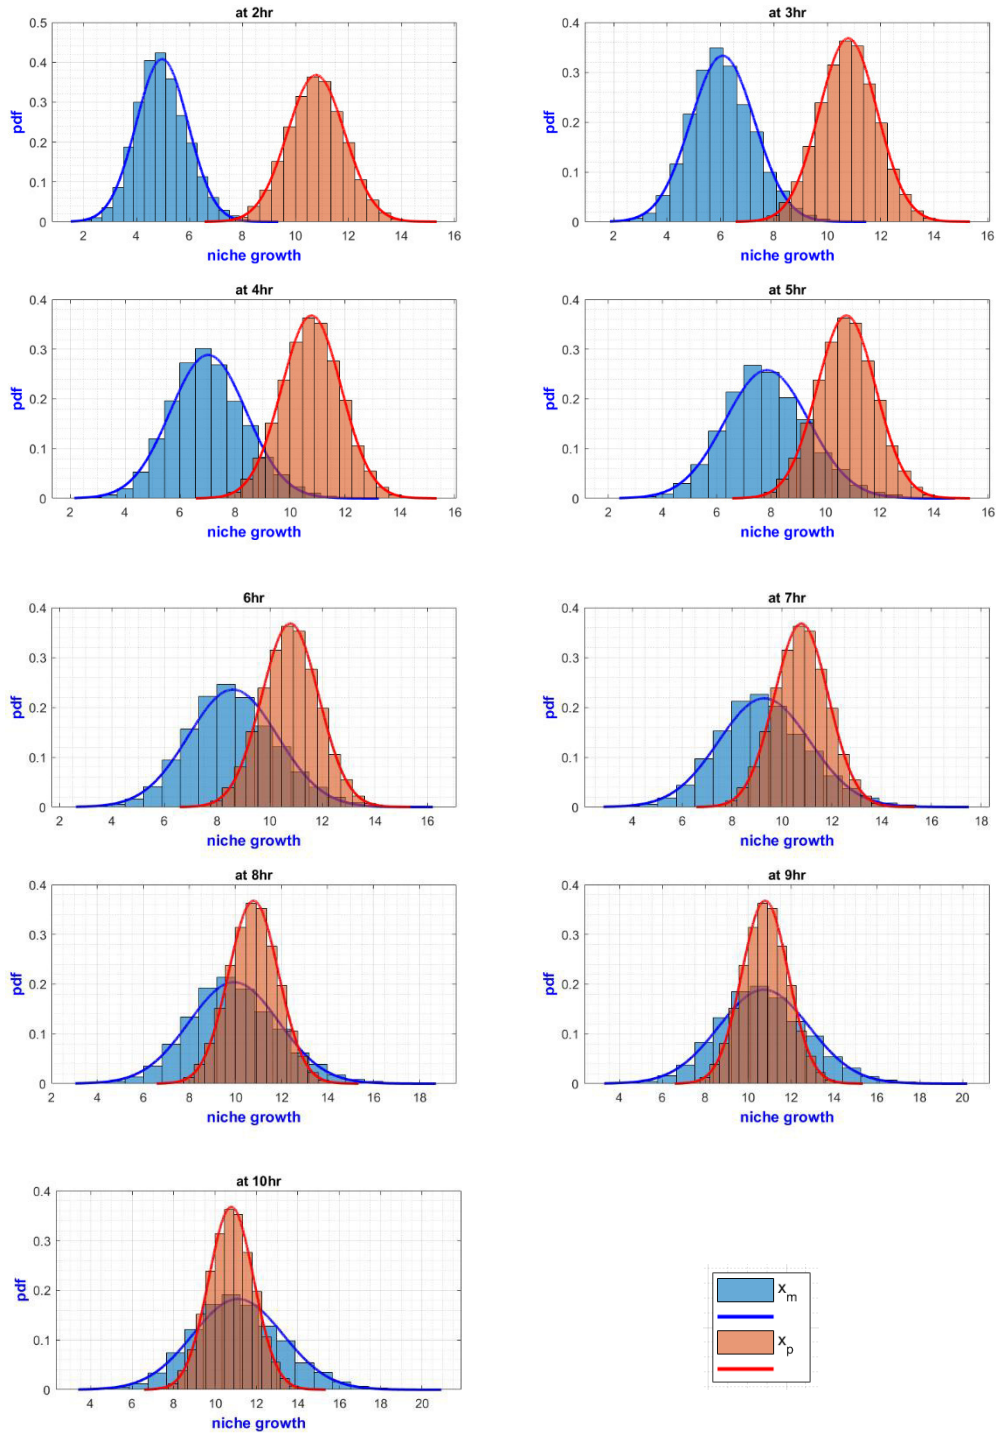 at 2hr
0.5
0.4
0.3
0.2
0.1
0
pdf
2 4 6 8 10 12 14 16
niche growth
at 3hr
0.4
0.3
0.2
0.1
0
pdf
2 4 6 8 10 12 14 16
niche growth
at 4hr
0.4
0.3
0.2
0.1
0
pdf
2 4 6 8 10 12 14 16
niche growth
at 5hr
0.4
0.3
0.2
0.1
0
pdf
2 4 6 8 10 12 14 16
niche growth
6hr
0.4
0.3
0.2
0.1
0
pdf
2 4 6 8 10 12 14 16
niche growth
at 7hr
0.4
0.3
0.2
0.1
0
pdf
4 6 8 10 12 14 16 18
niche growth
at 8hr
0.4
0.3
0.2
0.1
0
pdf
2 4 6 8 10 12 14 16 18
niche growth
at 9hr
0.4
0.3
0.2
0.1
0
pdf
4 6 8 10 12 14 16 18 20
niche growth
at 10hr
0.4
0.3
0.2
0.1
0
pdf
4 6 8 10 12 14 16 18 20
niche growth
x_m
x_p